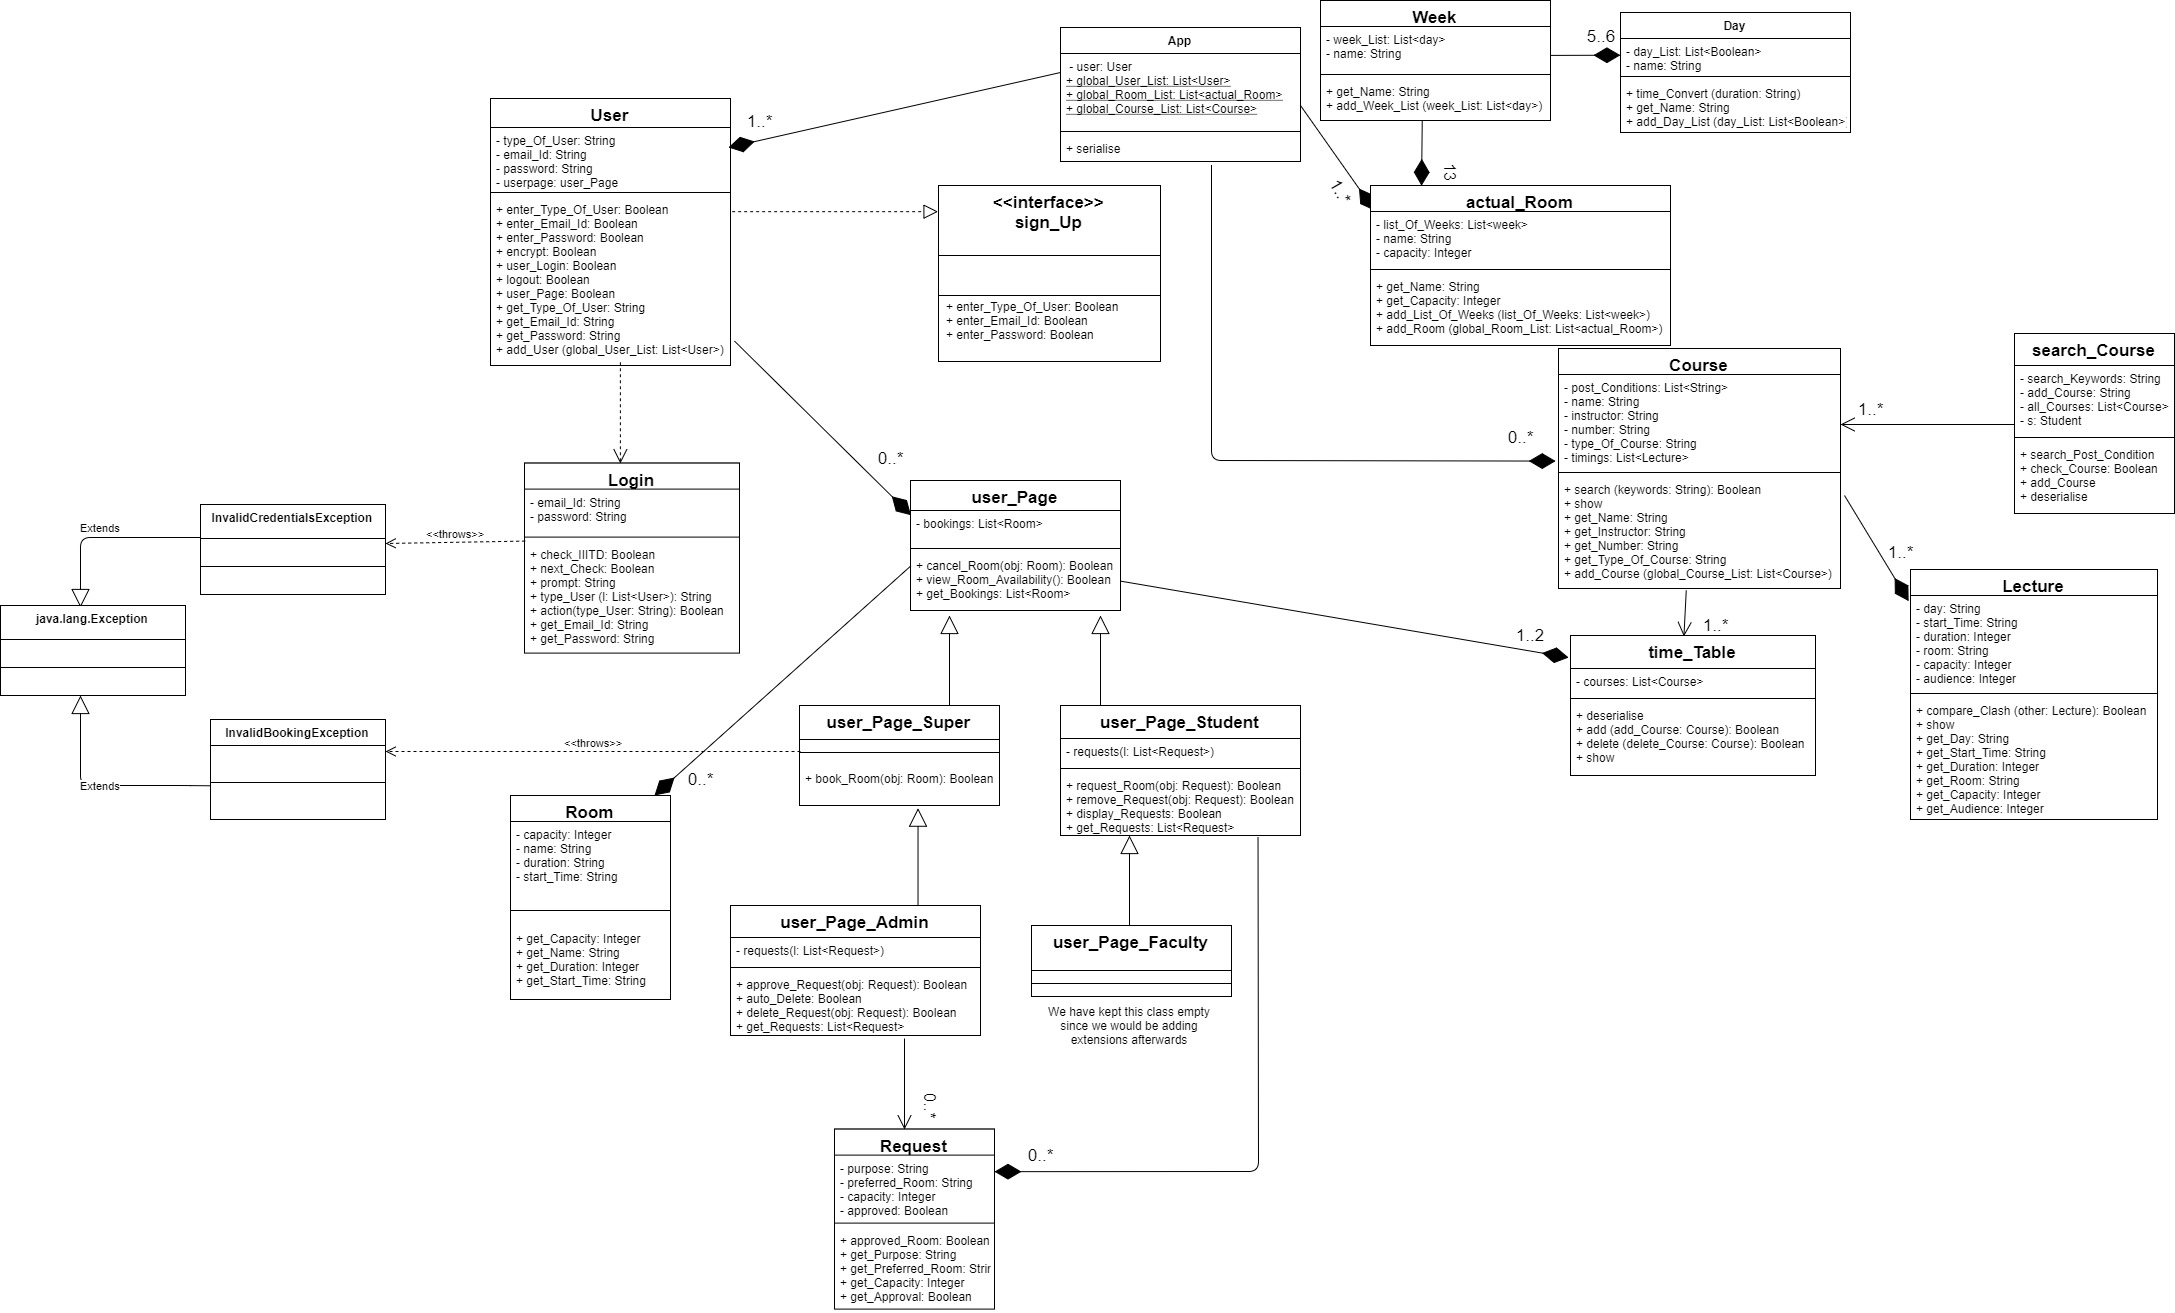 Week
- week_List: List<day>
- name: String
+ get_Name: String
+ add_Week_List (week_List: List<day>)
5..6
Day
- day_List: List<Boolean>
- name: String
+ time_Convert (duration: String)
+ get_Name: String
+ add_Day_List (day_List: List<Boolean>
App
- user: User
+ global_User_List: List<User>
+ global_Room_List: List<actual_Room>
+ global_Course_List: List<Course>
+ serialise
1..*
User
- type_Of_User: String
- email_Id: String
- password: String
- userpage: user_Page
+ enter_Type_Of_User: Boolean
+ enter_Email_Id: Boolean
+ enter_Password: Boolean
+ encrypt: Boolean
+ user_Login: Boolean
+ logout: Boolean
+ user_Page: Boolean
+ get_Type_Of_User: String
+ get_Email_Id: String
+ get_Password: String
+ add_User (global_User_List: List<User>)
<<interface>>
sign_Up
+ enter_Type_Of_User: Boolean
+ enter_Email_Id: Boolean
+ enter_Password: Boolean
1..*
13
actual_Room
- list_Of_Weeks: List<week>
- name: String
- capacity: Integer
+ get_Name: String
+ get_Capacity: Integer
+ add_List_Of_Weeks (list_Of_Weeks: List<week>)
+ add_Room (global_Room_List: List<actual_Room>)
Course
- post_Conditions: List<String>
- name: String
- instructor: String
- number: String
- type_Of_Course: String
- timings: List<Lecture>
+ search (keywords: String): Boolean
+ show
+ get_Name: String
+ get_Instructor: String
+ get_Number: String
+ get_Type_Of_Course: String
+ add_Course (global_Course_List: List<Course>)
0..*
1..*
search_Course
- search_Keywords: String
- add_Course: String
- all_Courses: List<Course>
- s: Student
+ search_Post_Condition
+ check_Course: Boolean
+ add_Course
+ deserialise
Login
- email_Id: String
- password: String
+ check_IIITD: Boolean
+ next_Check: Boolean
+ prompt: String
+ type_User (l: List<User>): String
+ action(type_User: String): Boolean
+ get_Email_Id: String
+ get_Password: String
<<throws>>
InvalidCredentialsException
Extends
java.lang.Exception
0..*
user_Page
- bookings: List<Room>
+ cancel_Room(obj: Room): Boolean
+ view_Room_Availability(): Boolean
+ get_Bookings: List<Room>
1..*
Lecture
- day: String
- start_Time: String
- duration: Integer
- room: String
- capacity: Integer
- audience: Integer
+ compare_Clash (other: Lecture): Boolean
+ show
+ get_Day: String
+ get_Start_Time: String
+ get_Duration: Integer
+ get_Room: String
+ get_Capacity: Integer
+ get_Audience: Integer
1..2
1..*
time_Table
- courses: List<Course>
+ deserialise
+ add (add_Course: Course): Boolean
+ delete (delete_Course: Course): Boolean
+ show
InvalidBookingException
Extends
<<throws>>
user_Page_Super
+ book_Room(obj: Room): Boolean
user_Page_Student
- requests(l: List<Request>)
+ request_Room(obj: Request): Boolean
+ remove_Request(obj: Request): Boolean
+ display_Requests: Boolean
+ get_Requests: List<Request>
0..*
Room
- capacity: Integer
- name: String
- duration: String
- start_Time: String
+ get_Capacity: Integer
+ get_Name: String
+ get_Duration: Integer
+ get_Start_Time: String
user_Page_Admin
- requests(l: List<Request>)
+ approve_Request(obj: Request): Boolean
+ auto_Delete: Boolean
+ delete_Request(obj: Request): Boolean
+ get_Requests: List<Request>
user_Page_Faculty
We have kept this class empty
since we would be adding
extensions afterwards
0..*
Request
- purpose: String
- preferred_Room: String
- capacity: Integer
- approved: Boolean
+ approved_Room: Boolean
+ get_Purpose: String
+ get_Preferred_Room: Strin
+ get_Capacity: Integer
+ get_Approval: Boolean
0..*